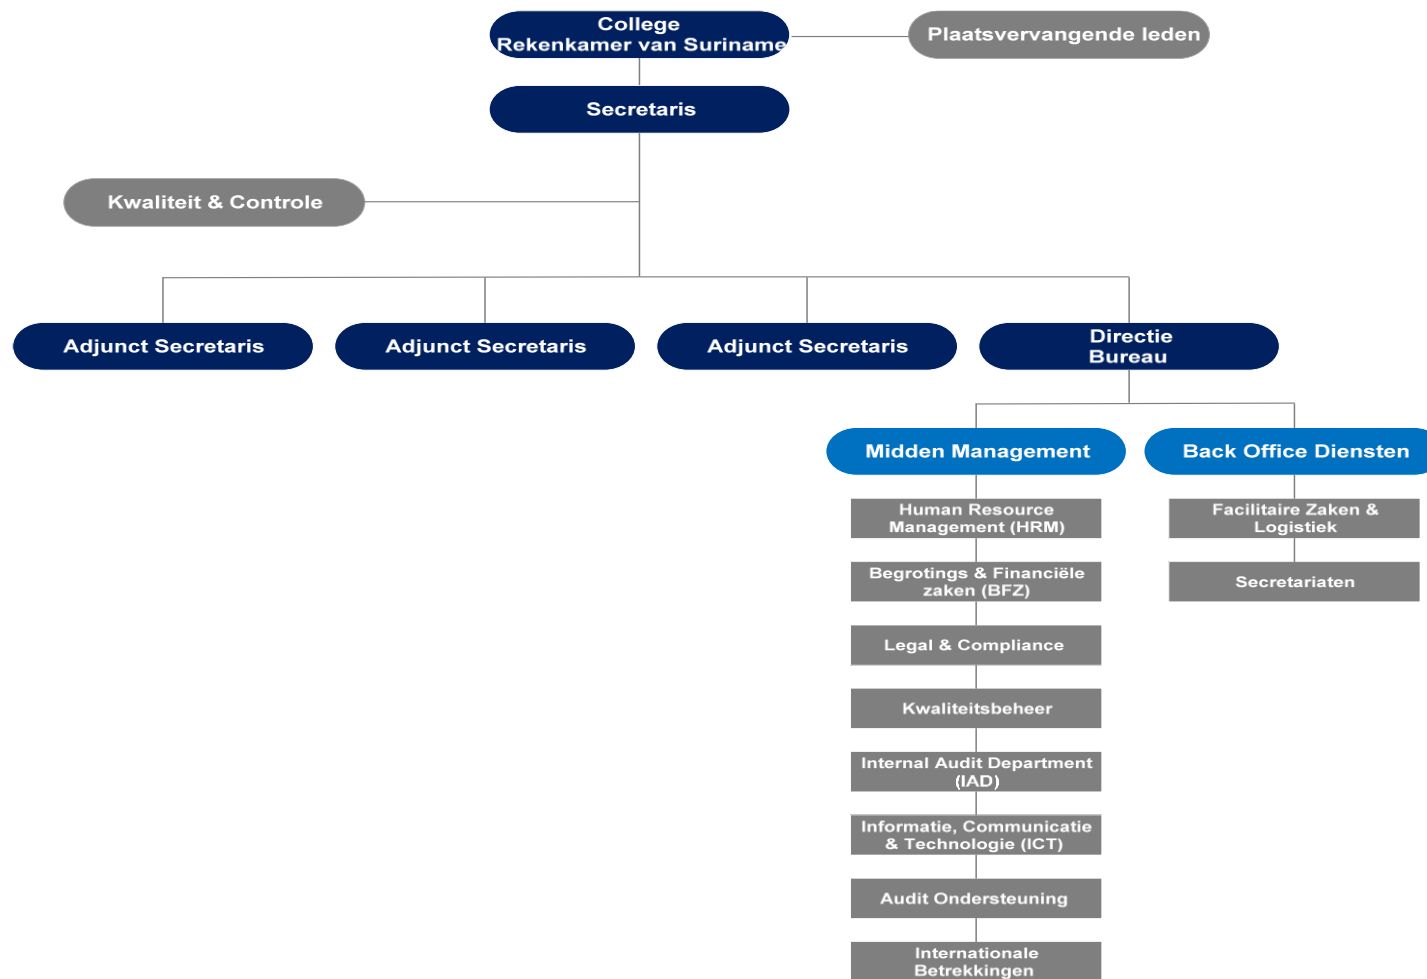 College
Rekenkamer van Suriname
Plaatsvervangende leden
Secretaris
Kwaliteit & Controle
Adjunct Secretaris
Adjunct Secretaris
Adjunct Secretaris
Directie
Bureau
Midden Management
Back Office Diensten
Human Resource
Management (HRM)
Facilitaire Zaken &
Logistiek
Begrotings & Financiële
zaken (BFZ)
Secretariaten
Legal & Compliance
Kwaliteitsbeheer
Internal Audit Department
(IAD)
Informatie, Communicatie
& Technologie (ICT)
Audit Ondersteuning
Internationale
Betrekkingen